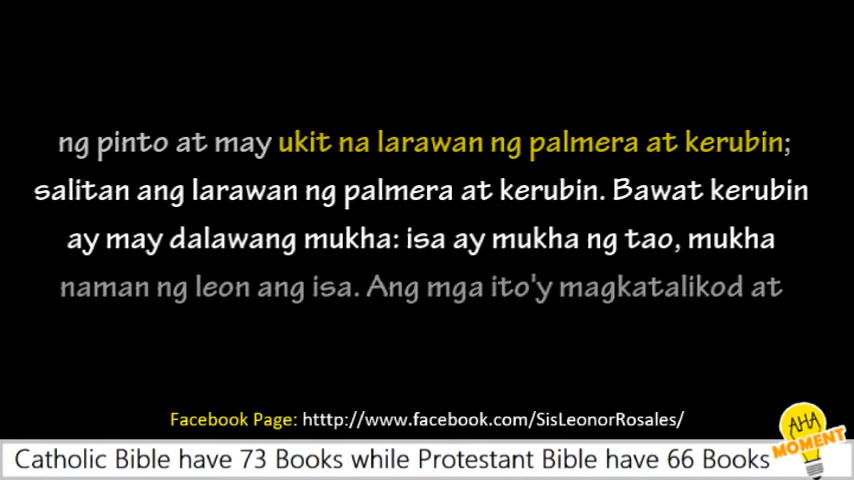 ng pinto at may ukit na larawan ng palmera at kerubin;
salitan ang larawan ng palmera at kerubin. Bawat kerubin
ay may dalawang mukha: isa ay mukha ng tao, mukha
naman ng leon ang isa. Ang mga ito'y magkatalikod at
Facebook Page: htttp://www.facebook.com/SisLeonorRosales/
AHA
MOMENT
Catholic Bible have 73 Books while Protestant Bible have 66 Books